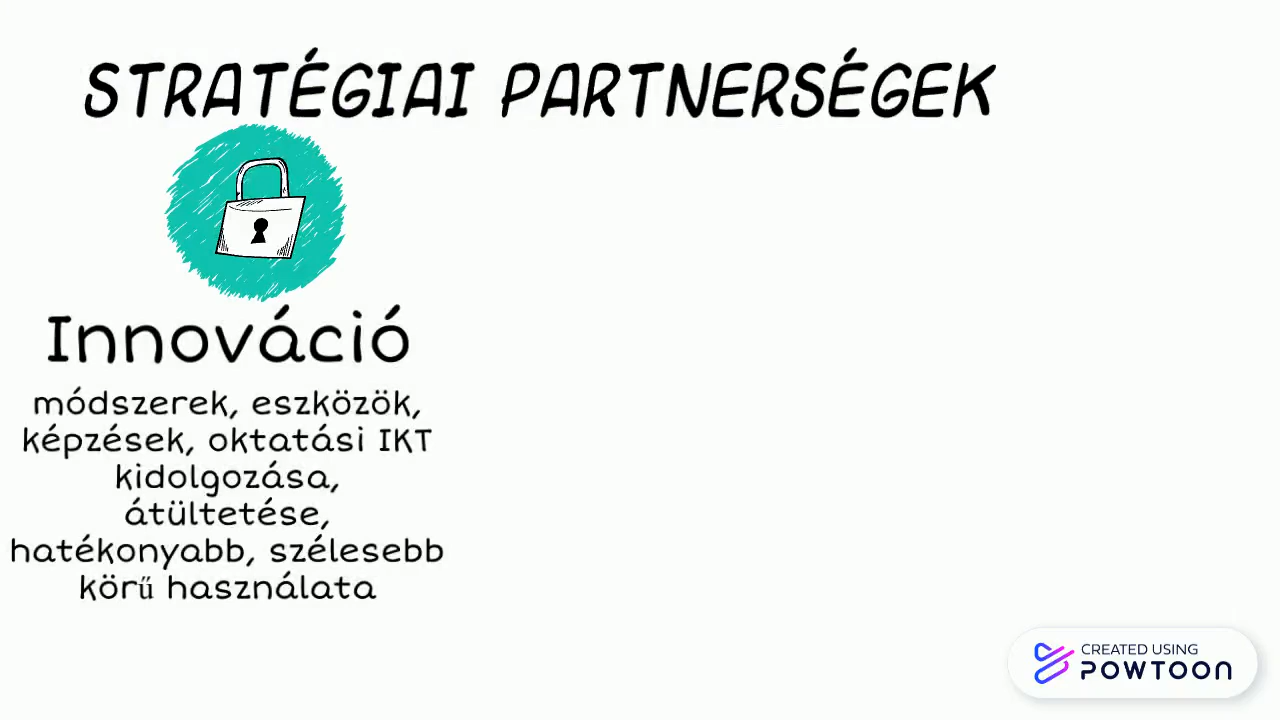 STRATÉGIAI PARTNERSÉGEK
Innováció
módszerek, eszközök,
képzések, oktatási IKT
kidolgozása,
átültetése,
hatékonyabb, szélesebb
körű használata
CREATED USING
POWTOON